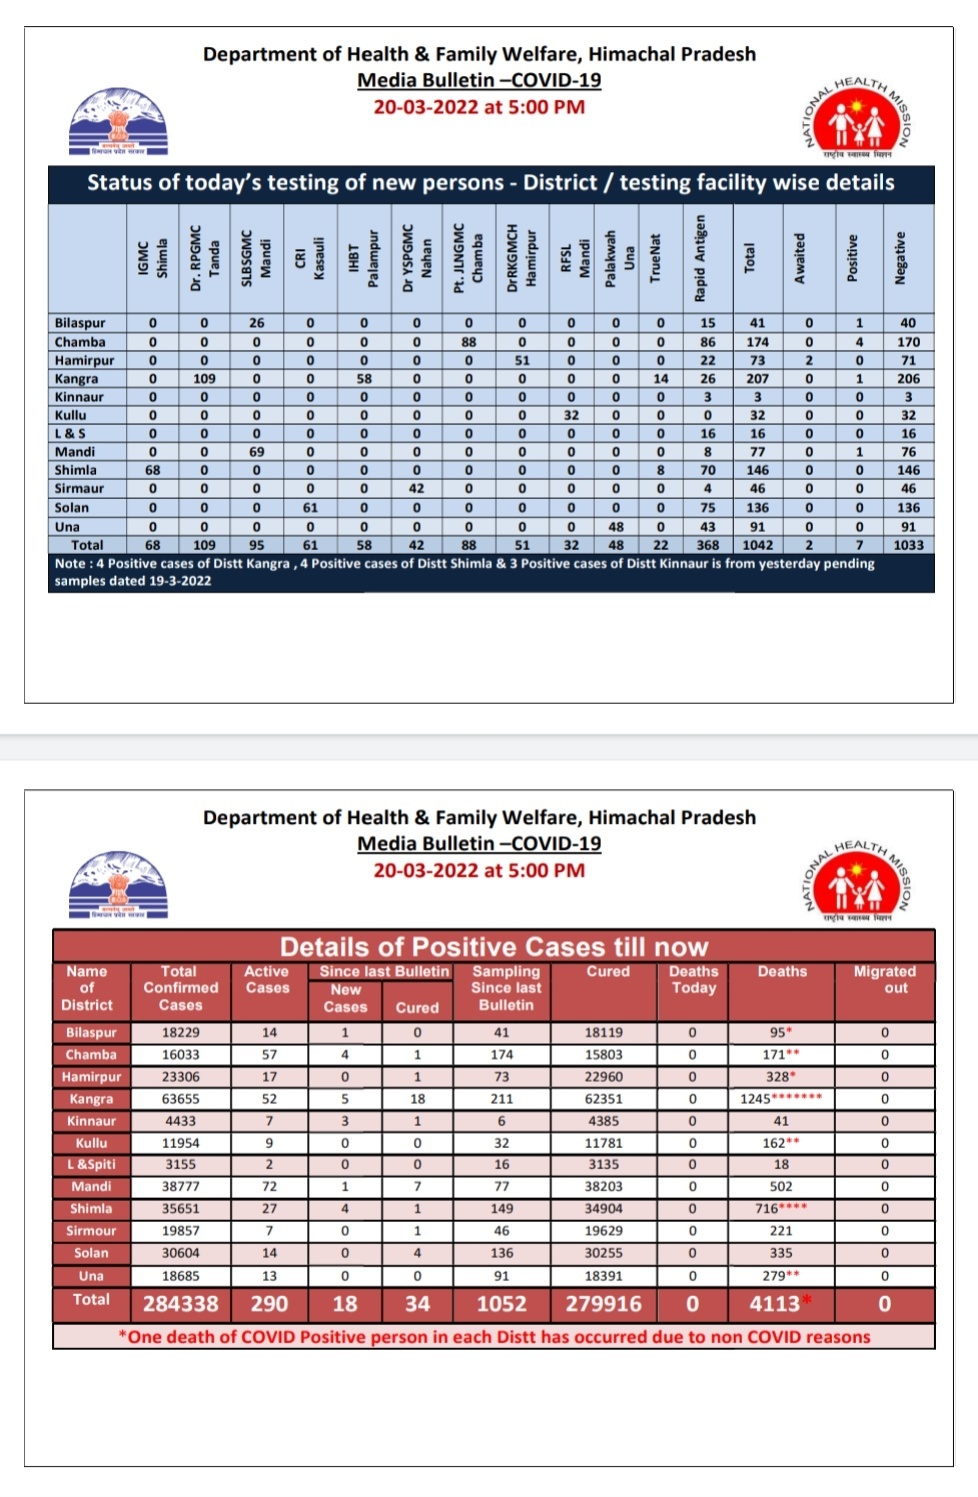 Department of Health & Family Welfare, Himachal Pradesh
Media Bulletin –COVID-19
20-03-2022 at 5:00 PM
हिमाचल प्रदेश सरकार
NATIONAL HEALTH MISSION
राष्ट्रीय स्वास्थ्य मिशन
Status of today's testing of new persons - District / testing facility wise details
IGMC Shimla Dr. RPGMC Tanda SLBSGMC Mandi CRI Kasauli IHBT Palampur Dr YSPGMC Nahan Pt. JLNGMC Chamba DrRKGMCH Hamirpur RFSL Mandi Palakwah Una TrueNat Rapid Antigen Total Awaited Positive Negative
Bilaspur 0 0 26 0 0 0 0 0 0 0 0 15 41 0 1 40
Chamba 0 0 0 0 0 0 88 0 0 0 0 86 174 0 4 170
Hamirpur 0 0 0 0 0 0 0 51 0 0 0 22 73 2 0 71
Kangra 0 109 0 0 58 0 0 0 0 0 14 26 207 0 1 206
Kinnaur 0 0 0 0 0 0 0 0 0 0 0 3 3 0 0 3
Kullu 0 0 0 0 0 0 0 0 32 0 0 0 32 0 0 32
L & S 0 0 0 0 0 0 0 0 0 0 0 16 16 0 0 16
Mandi 0 0 69 0 0 0 0 0 0 0 0 8 77 0 1 76
Shimla 68 0 0 0 0 0 0 0 0 0 8 70 146 0 0 146
Sirmaur 0 0 0 0 0 42 0 0 0 0 0 4 46 0 0 46
Solan 0 0 0 61 0 0 0 0 0 0 0 75 136 0 0 136
Una 0 0 0 0 0 0 0 0 0 48 0 43 91 0 0 91
Total 68 109 95 61 58 42 88 51 32 48 22 368 1042 2 7 1033
Note : 4 Positive cases of Distt Kangra , 4 Positive cases of Distt Shimla & 3 Positive cases of Distt Kinnaur is from yesterday pending
samples dated 19-3-2022
Department of Health & Family Welfare, Himachal Pradesh
Media Bulletin –COVID-19
20-03-2022 at 5:00 PM
हिमाचल प्रदेश सरकार
NATIONAL HEALTH MISSION
राष्ट्रीय स्वास्थ्य मिशन
Details of Positive Cases till now
Name of District Total Confirmed Cases Active Cases Since last Bulletin New Cases Cured Sampling Since last Bulletin Cured Deaths Today Deaths Migrated out
Bilaspur 18229 14 1 0 41 18119 0 95* 0
Chamba 16033 57 4 1 174 15803 0 171** 0
Hamirpur 23306 17 0 1 73 22960 0 328* 0
Kangra 63655 52 5 18 211 62351 0 1245******* 0
Kinnaur 4433 7 3 1 6 4385 0 41 0
Kullu 11954 9 0 0 32 11781 0 162** 0
L &Spiti 3155 2 0 0 16 3135 0 18 0
Mandi 38777 72 1 7 77 38203 0 502 0
Shimla 35651 27 4 1 149 34904 0 716**** 0
Sirmour 19857 7 0 1 46 19629 0 221 0
Solan 30604 14 0 4 136 30255 0 335 0
Una 18685 13 0 0 91 18391 0 279** 0
Total 284338 290 18 34 1052 279916 0 4113* 0
*One death of COVID Positive person in each Distt has occurred due to non COVID reasons